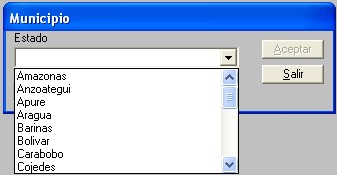 Municipio
Estado
Aceptar
Salir
Amazonas
Anzoategui
Apure
Aragua
Barinas
Bolivar
Carabobo
Cojedes